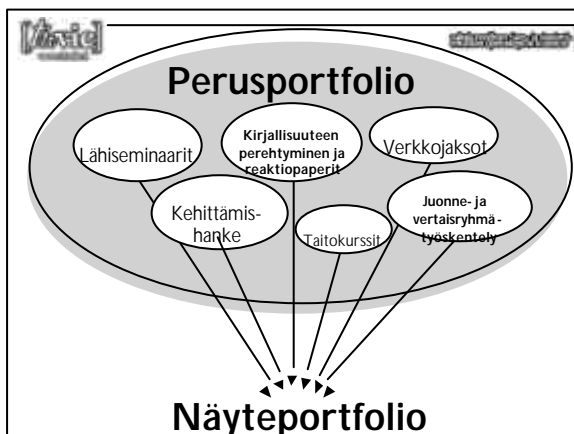 Perusportfolio
Lähiseminaarit
Kirjallisuuteen
perehtyminen ja
reaktiopaperit
Verkkojaksot
Kehittämis-
hanke
Taitokurssit
Juonne- ja
vertaisryhmä-
työskentely
Näyteportfolio